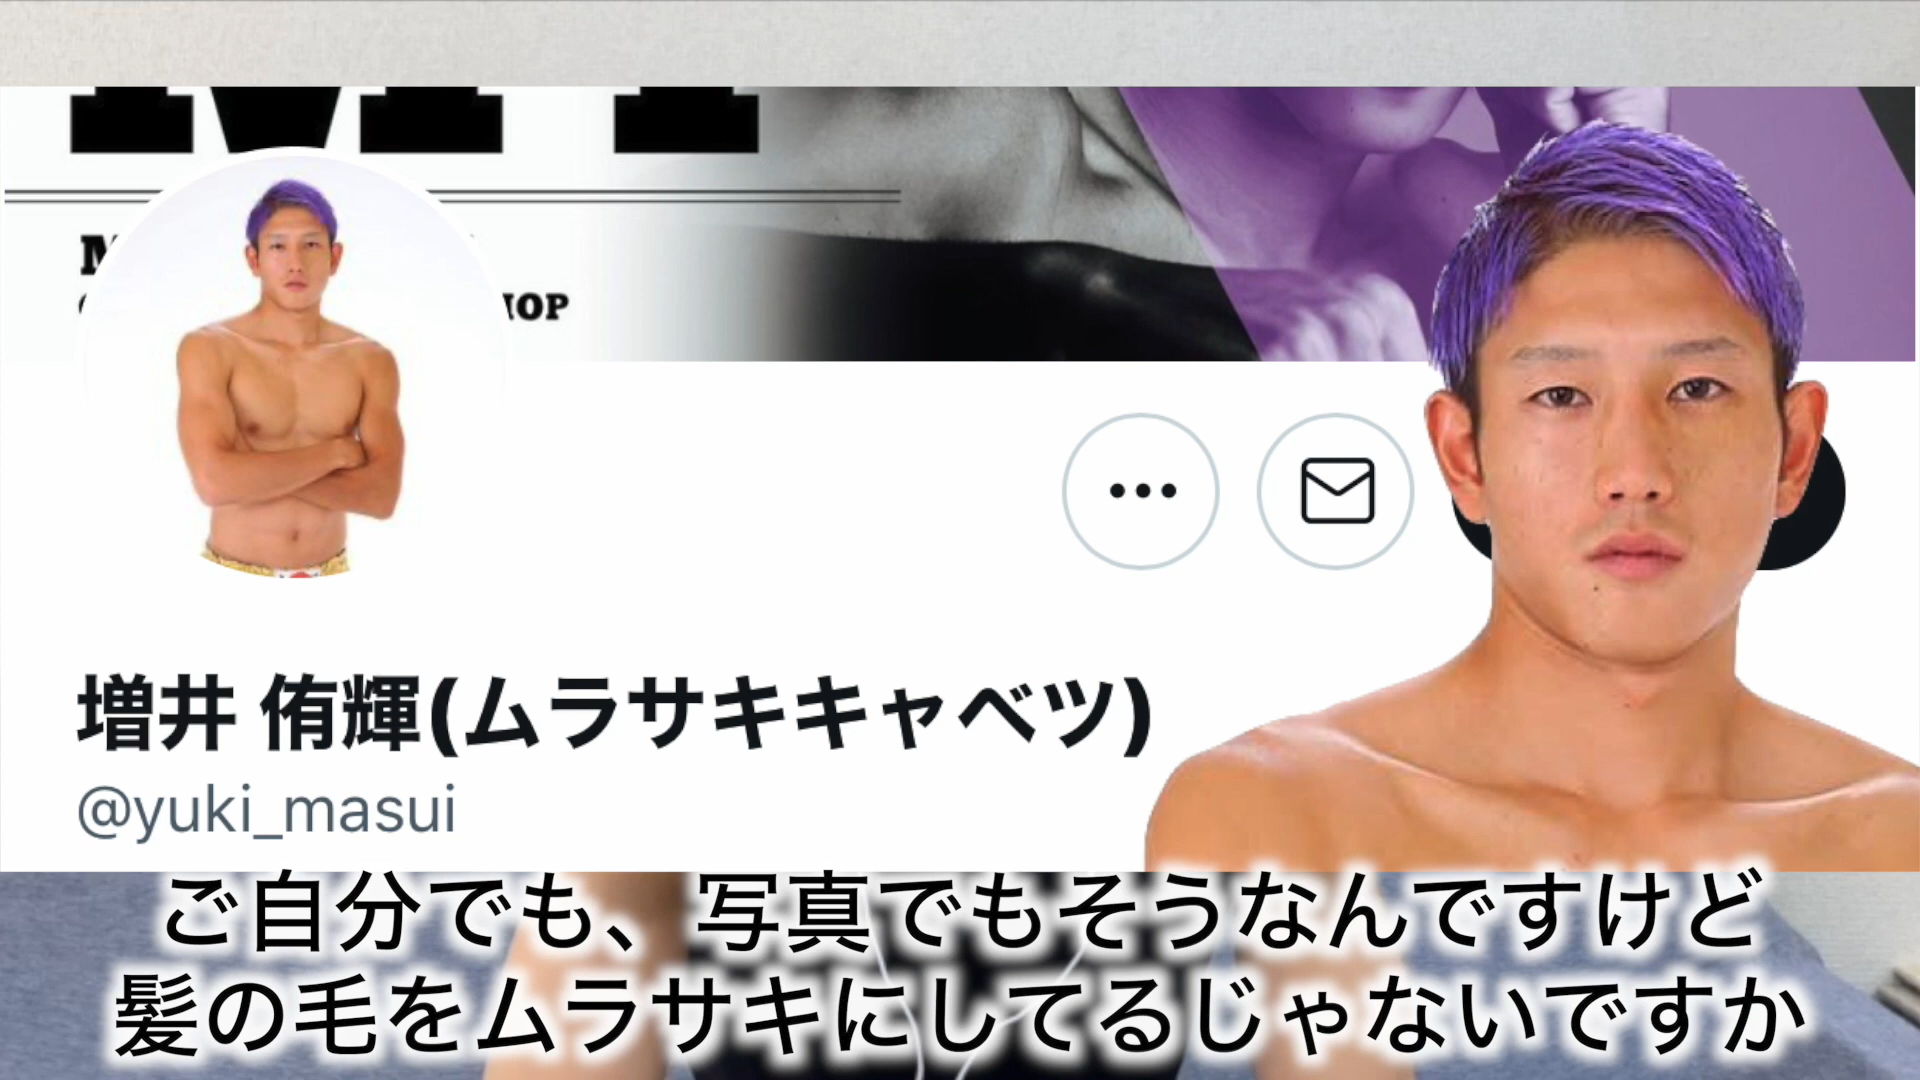 HOP
増井 侑輝(ムラサキキャベツ)
@yuki_masui
ご自分でも、写真でもそうなんですけど
髪の毛をムラサキにしてるじゃないですか